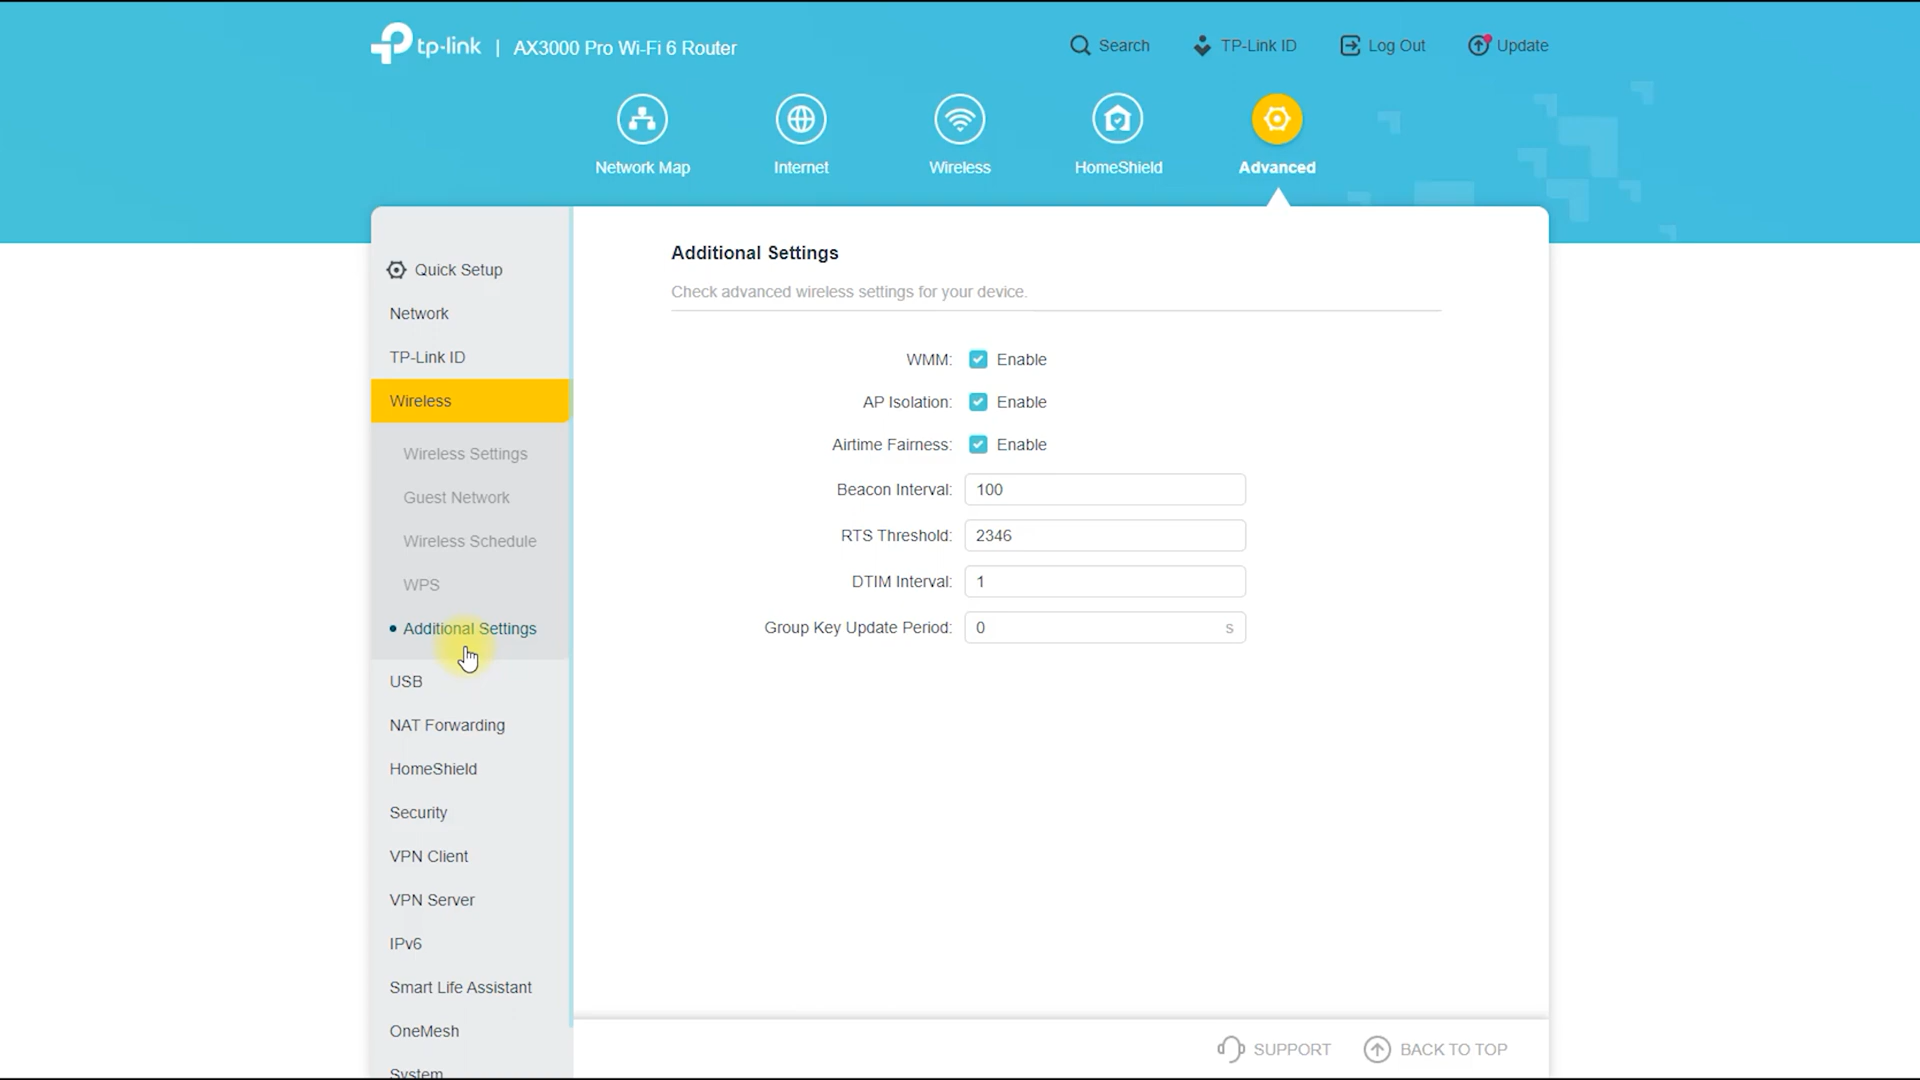 tp-link | AX3000 Pro Wi-Fi 6 Router
Search
TP-Link ID
Log Out
Update
Network Map
Internet
Wireless
HomeShield
Advanced
Quick Setup
Network
TP-Link ID
Wireless
Wireless Settings
Guest Network
Wireless Schedule
WPS
Additional Settings
USB
NAT Forwarding
HomeShield
Security
VPN Client
VPN Server
IPv6
Smart Life Assistant
OneMesh
System
Additional Settings
Check advanced wireless settings for your device.
WMM: Enable
AP Isolation: Enable
Airtime Fairness: Enable
Beacon Interval: 100
RTS Threshold: 2346
DTIM Interval: 1
Group Key Update Period: 0 s
SUPPORT
BACK TO TOP